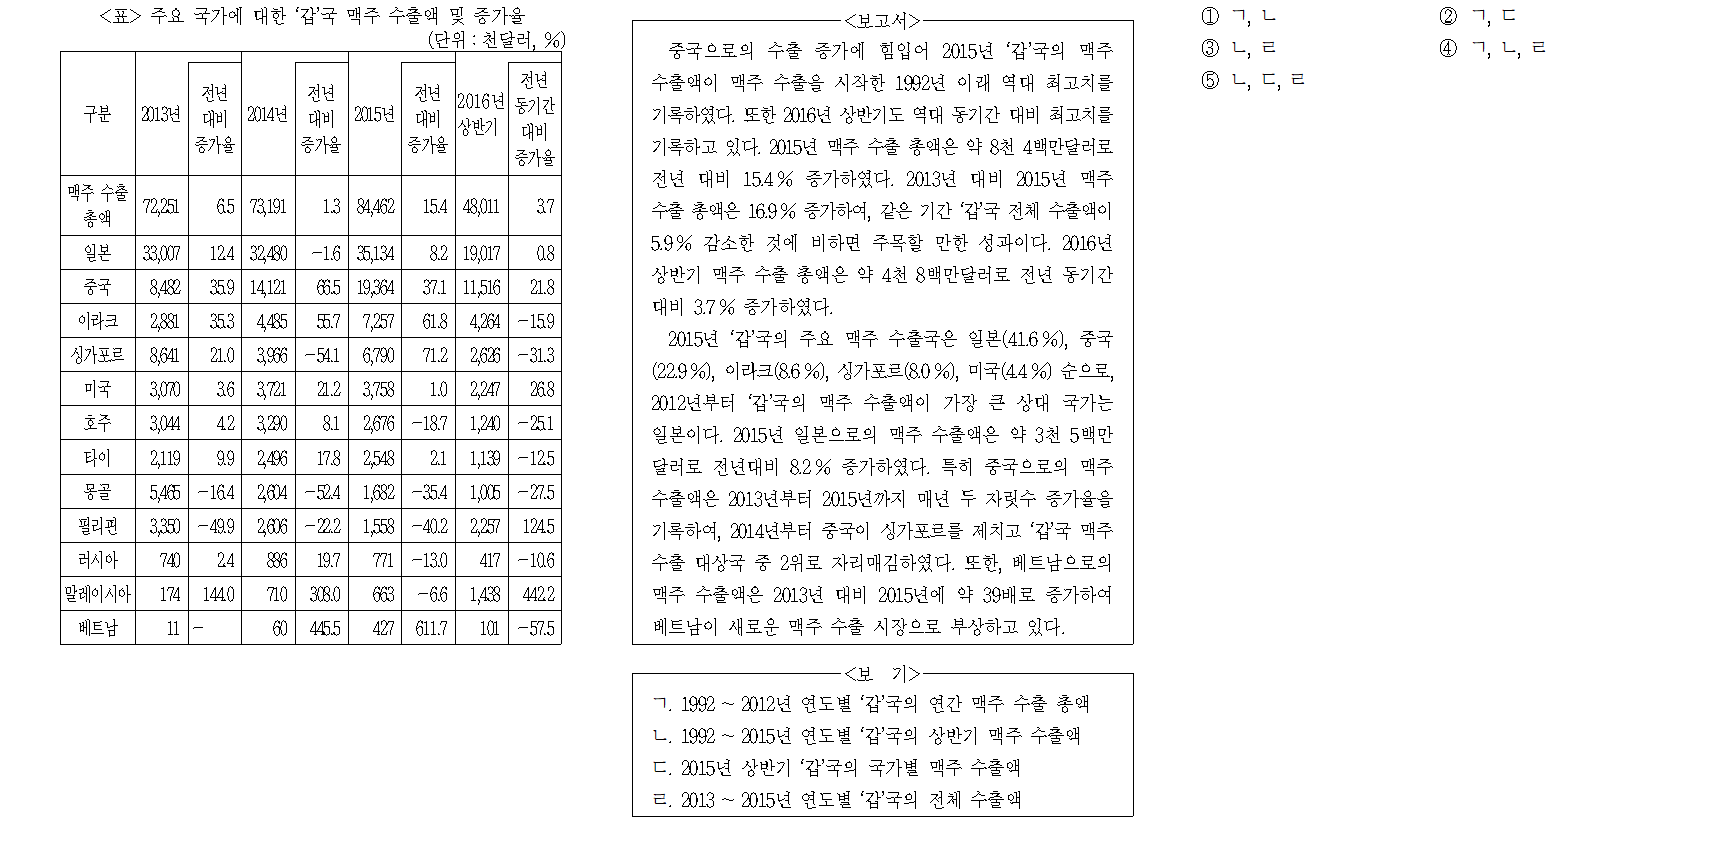 <표> 주요 국가에 대한 ‘갑’국 맥주 수출액 및 증가율
(단위 : 천달러, %)
구분 2013년 전년 대비 증가율 2014년 전년 대비 증가율 2015년 전년 대비 증가율 2016년 상반기 전년 동기간 대비 증가율
맥주 수출 총액 72,251 6.5 73,191 1.3 84,462 15.4 48,011 3.7
일본 33,007 12.4 32,480 −1.6 35,134 8.2 19,017 0.8
중국 8,482 35.9 14,121 66.5 19,364 37.1 11,516 21.8
이라크 2,881 35.3 4,485 55.7 7,257 61.8 4,264 −15.9
싱가포르 8,641 21.0 3,966 −54.1 6,790 71.2 2,626 −31.3
미국 3,070 3.6 3,721 21.2 3,758 1.0 2,247 26.8
호주 3,044 4.2 3,290 8.1 2,676 −18.7 1,240 −25.1
타이 2,119 9.9 2,496 17.8 2,548 2.1 1,139 −12.5
몽골 5,465 −16.4 2,604 −52.4 1,682 −35.4 1,005 −27.5
필리핀 3,350 −49.9 2,606 −22.2 1,558 −40.2 2,257 124.5
러시아 740 2.4 886 19.7 771 −13.0 417 −10.6
말레이시아 174 144.0 710 308.0 663 −6.6 1,438 442.2
베트남 11 − 60 445.5 427 611.7 101 −57.5
<보고서>
중국으로의 수출 증가에 힘입어 2015년 ‘갑’국의 맥주
수출액이 맥주 수출을 시작한 1992년 이래 역대 최고치를
기록하였다. 또한 2016년 상반기도 역대 동기간 대비 최고치를
기록하고 있다. 2015년 맥주 수출 총액은 약 8천 4백만달러로
전년 대비 15.4 % 증가하였다. 2013년 대비 2015년 맥주
수출 총액은 16.9 % 증가하여, 같은 기간 ‘갑’국 전체 수출액이
5.9 % 감소한 것에 비하면 주목할 만한 성과이다. 2016년
상반기 맥주 수출 총액은 약 4천 8백만달러로 전년 동기간
대비 3.7 % 증가하였다.
2015년 ‘갑’국의 주요 맥주 수출국은 일본(41.6 %), 중국
(22.9 %), 이라크(8.6 %), 싱가포르(8.0 %), 미국(4.4 %) 순으로,
2012년부터 ‘갑’국의 맥주 수출액이 가장 큰 상대 국가는
일본이다. 2015년 일본으로의 맥주 수출액은 약 3천 5백만
달러로 전년대비 8.2 % 증가하였다. 특히 중국으로의 맥주
수출액은 2013년부터 2015년까지 매년 두 자릿수 증가율을
기록하여, 2014년부터 중국이 싱가포르를 제치고 ‘갑’국 맥주
수출 대상국 중 2위로 자리매김하였다. 또한, 베트남으로의
맥주 수출액은 2013년 대비 2015년에 약 39배로 증가하여
베트남이 새로운 맥주 수출 시장으로 부상하고 있다.
<보 기>
ㄱ. 1992 ~ 2012년 연도별 ‘갑’국의 연간 맥주 수출 총액
ㄴ. 1992 ~ 2015년 연도별 ‘갑’국의 상반기 맥주 수출액
ㄷ. 2015년 상반기 ‘갑’국의 국가별 맥주 수출액
ㄹ. 2013 ~ 2015년 연도별 ‘갑’국의 전체 수출액
① ㄱ, ㄴ
② ㄱ, ㄷ
③ ㄴ, ㄹ
④ ㄱ, ㄴ, ㄹ
⑤ ㄴ, ㄷ, ㄹ